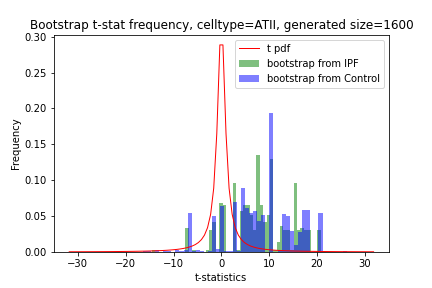 Bootstrap t-stat frequency, celltype=ATII, generated size=1600
t pdf
bootstrap from IPF
bootstrap from Control
Frequency
0.30
0.25
0.20
0.15
0.10
0.05
0.00
−30
−20
−10
0
10
20
30
t-statistics